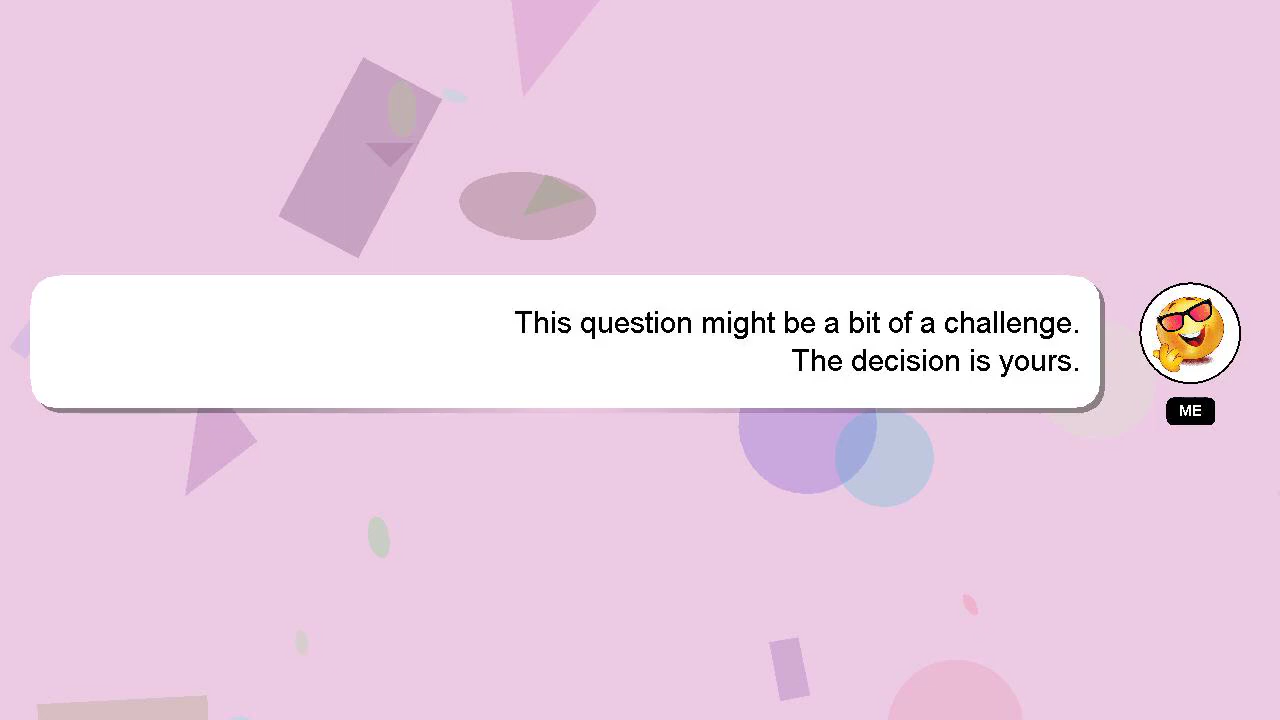 This question might be a bit of a challenge.
The decision is yours.
ME